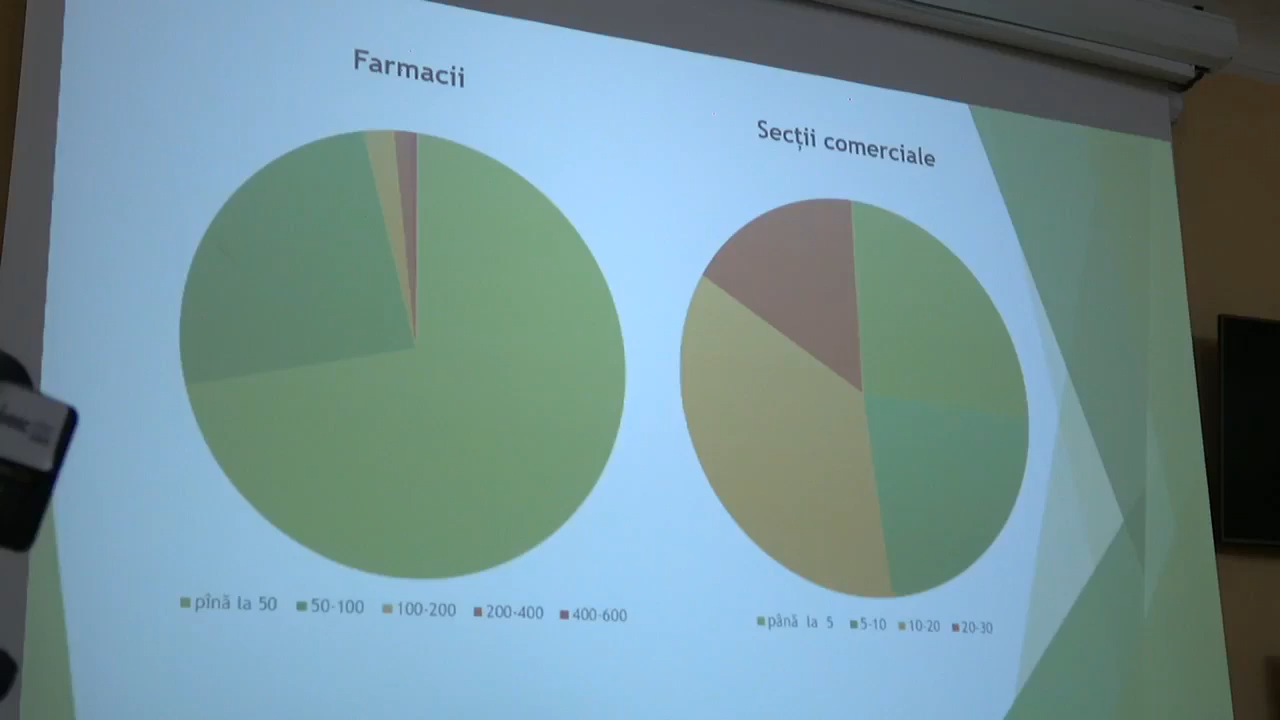 Farmacii
pînă la 50 50-100 100-200 200-400 400-600
Secții comerciale
până la 5 5-10 10-20 20-30